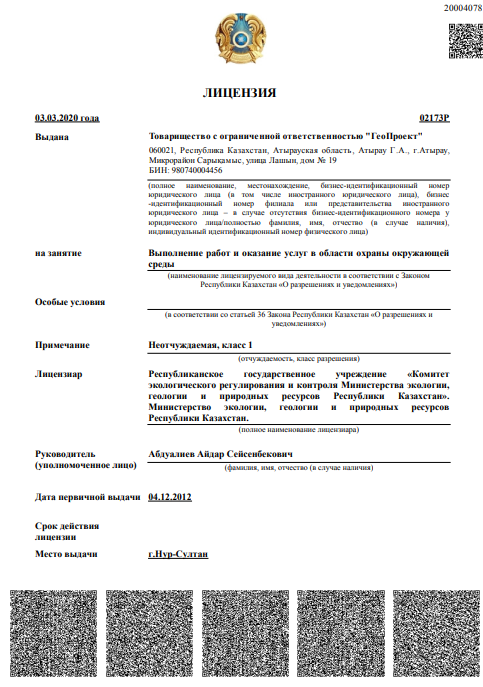 20004078
ЛИЦЕНЗИЯ
03.03.2020 года 02173P
Выдана Товарищество с ограниченной ответственностью "ГеоПроект"
060021, Республика Казахстан, Атырауская область, Атырау Г.А., г.Атырау,
Микрорайон Сарықамыс, улица Лашын, дом № 19
БИН: 980740004456
(полное наименование, местонахождение, бизнес-идентификационный номер
юридического лица (в том числе иностранного юридического лица), бизнес
-идентификационный номер филиала или представительства иностранного
юридического лица – в случае отсутствия бизнес-идентификационного номера у
юридического лица/полностью фамилия, имя, отчество (в случае наличия),
индивидуальный идентификационный номер физического лица)
на занятие Выполнение работ и оказание услуг в области охраны окружающей
среды
(наименование лицензируемого вида деятельности в соответствии с Законом
Республики Казахстан «О разрешениях и уведомлениях»)
Особые условия
(в соответствии со статьей 36 Закона Республики Казахстан «О разрешениях и
уведомлениях»)
Примечание Неотчуждаемая, класс 1
(отчуждаемость, класс разрешения)
Лицензиар Республиканское государственное учреждение «Комитет
экологического регулирования и контроля Министерства экологии,
геологии и природных ресурсов Республики Казахстан».
Министерство экологии, геологии и природных ресурсов
Республики Казахстан.
(полное наименование лицензиара)
Руководитель Абдуалиев Айдар Сейсенбекович
(уполномоченное лицо) (фамилия, имя, отчество (в случае наличия)
Дата первичной выдачи 04.12.2012
Срок действия
лицензии
Место выдачи г.Нур-Султан